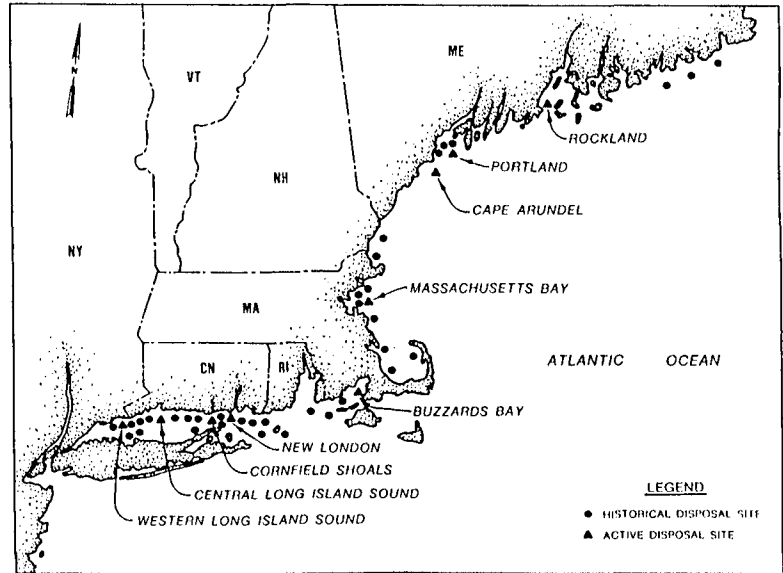 ME
VT
N
ROCKLAND
PORTLAND
NH
CAPE ARUNDEL
NY
MASSACHUSETTS BAY
MA
ATLANTIC OCEAN
CN
RI
BUZZARDS BAY
NEW LONDON
CORNFIELD SHOALS
CENTRAL LONG ISLAND SOUND
WESTERN LONG ISLAND SOUND
LEGEND
HISTORICAL DISPOSAL SITE
ACTIVE DISPOSAL SITE